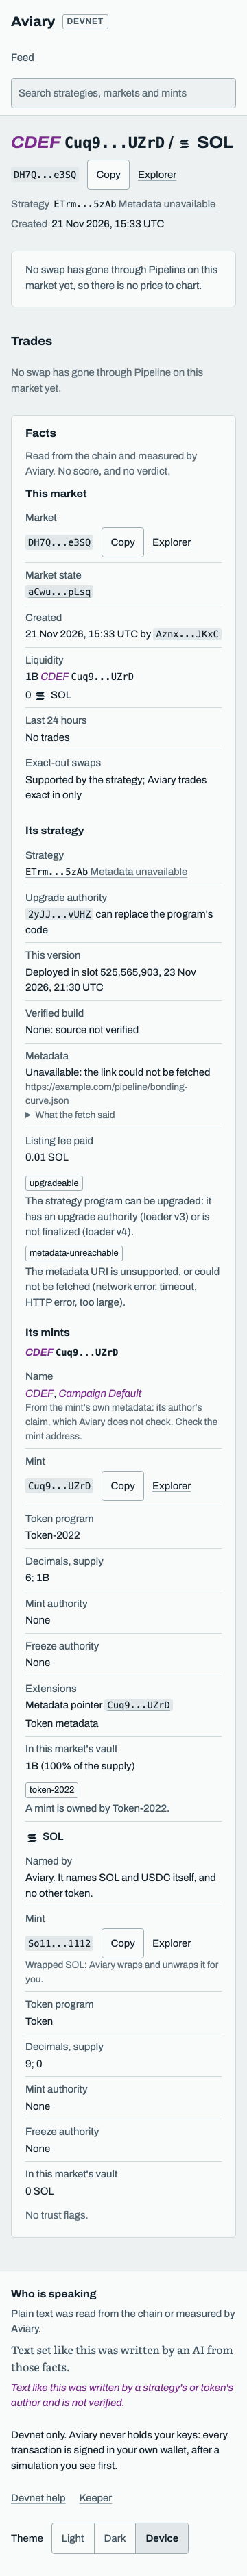 Aviary DEVNET
Feed
Search strategies, markets and mints
CDEF Cuq9...UZrD / SOL
DH7Q...e3SQ Copy Explorer
Strategy ETrm...5zAb Metadata unavailable
Created 21 Nov 2026, 15:33 UTC
No swap has gone through Pipeline on this
market yet, so there is no price to chart.
Trades
No swap has gone through Pipeline on this
market yet.
Facts
Read from the chain and measured by
Aviary. No score, and no verdict.
This market
Market
DH7Q...e3SQ Copy Explorer
Market state
aCwu...pLsq
Created
21 Nov 2026, 15:33 UTC by Aznx...JKxC
Liquidity
1B CDEF Cuq9...UZrD
0 SOL
Last 24 hours
No trades
Exact-out swaps
Supported by the strategy; Aviary trades
exact in only
Its strategy
Strategy
ETrm...5zAb Metadata unavailable
Upgrade authority
2yJJ...vUHZ can replace the program's
code
This version
Deployed in slot 525,565,903, 23 Nov
2026, 21:30 UTC
Verified build
None: source not verified
Metadata
Unavailable: the link could not be fetched
https://example.com/pipeline/bonding-
curve.json
▶ What the fetch said
Listing fee paid
0.01 SOL
upgradeable
The strategy program can be upgraded: it
has an upgrade authority (loader v3) or is
not finalized (loader v4).
metadata-unreachable
The metadata URI is unsupported, or could
not be fetched (network error, timeout,
HTTP error, too large).
Its mints
CDEF Cuq9...UZrD
Name
CDEF, Campaign Default
From the mint's own metadata: its author's
claim, which Aviary does not check. Check the
mint address.
Mint
Cuq9...UZrD Copy Explorer
Token program
Token-2022
Decimals, supply
6; 1B
Mint authority
None
Freeze authority
None
Extensions
Metadata pointer Cuq9...UZrD
Token metadata
In this market's vault
1B (100% of the supply)
token-2022
A mint is owned by Token-2022.
SOL
Named by
Aviary. It names SOL and USDC itself, and
no other token.
Mint
So11...1112 Copy Explorer
Wrapped SOL: Aviary wraps and unwraps it for
you.
Token program
Token
Decimals, supply
9; 0
Mint authority
None
Freeze authority
None
In this market's vault
0 SOL
No trust flags.
Who is speaking
Plain text was read from the chain or measured by
Aviary.
Text set like this was written by an AI from
those facts.
Text like this was written by a strategy's or token's
author and is not verified.
Devnet only. Aviary never holds your keys: every
transaction is signed in your own wallet, after a
simulation you see first.
Devnet help Keeper
Theme Light Dark Device